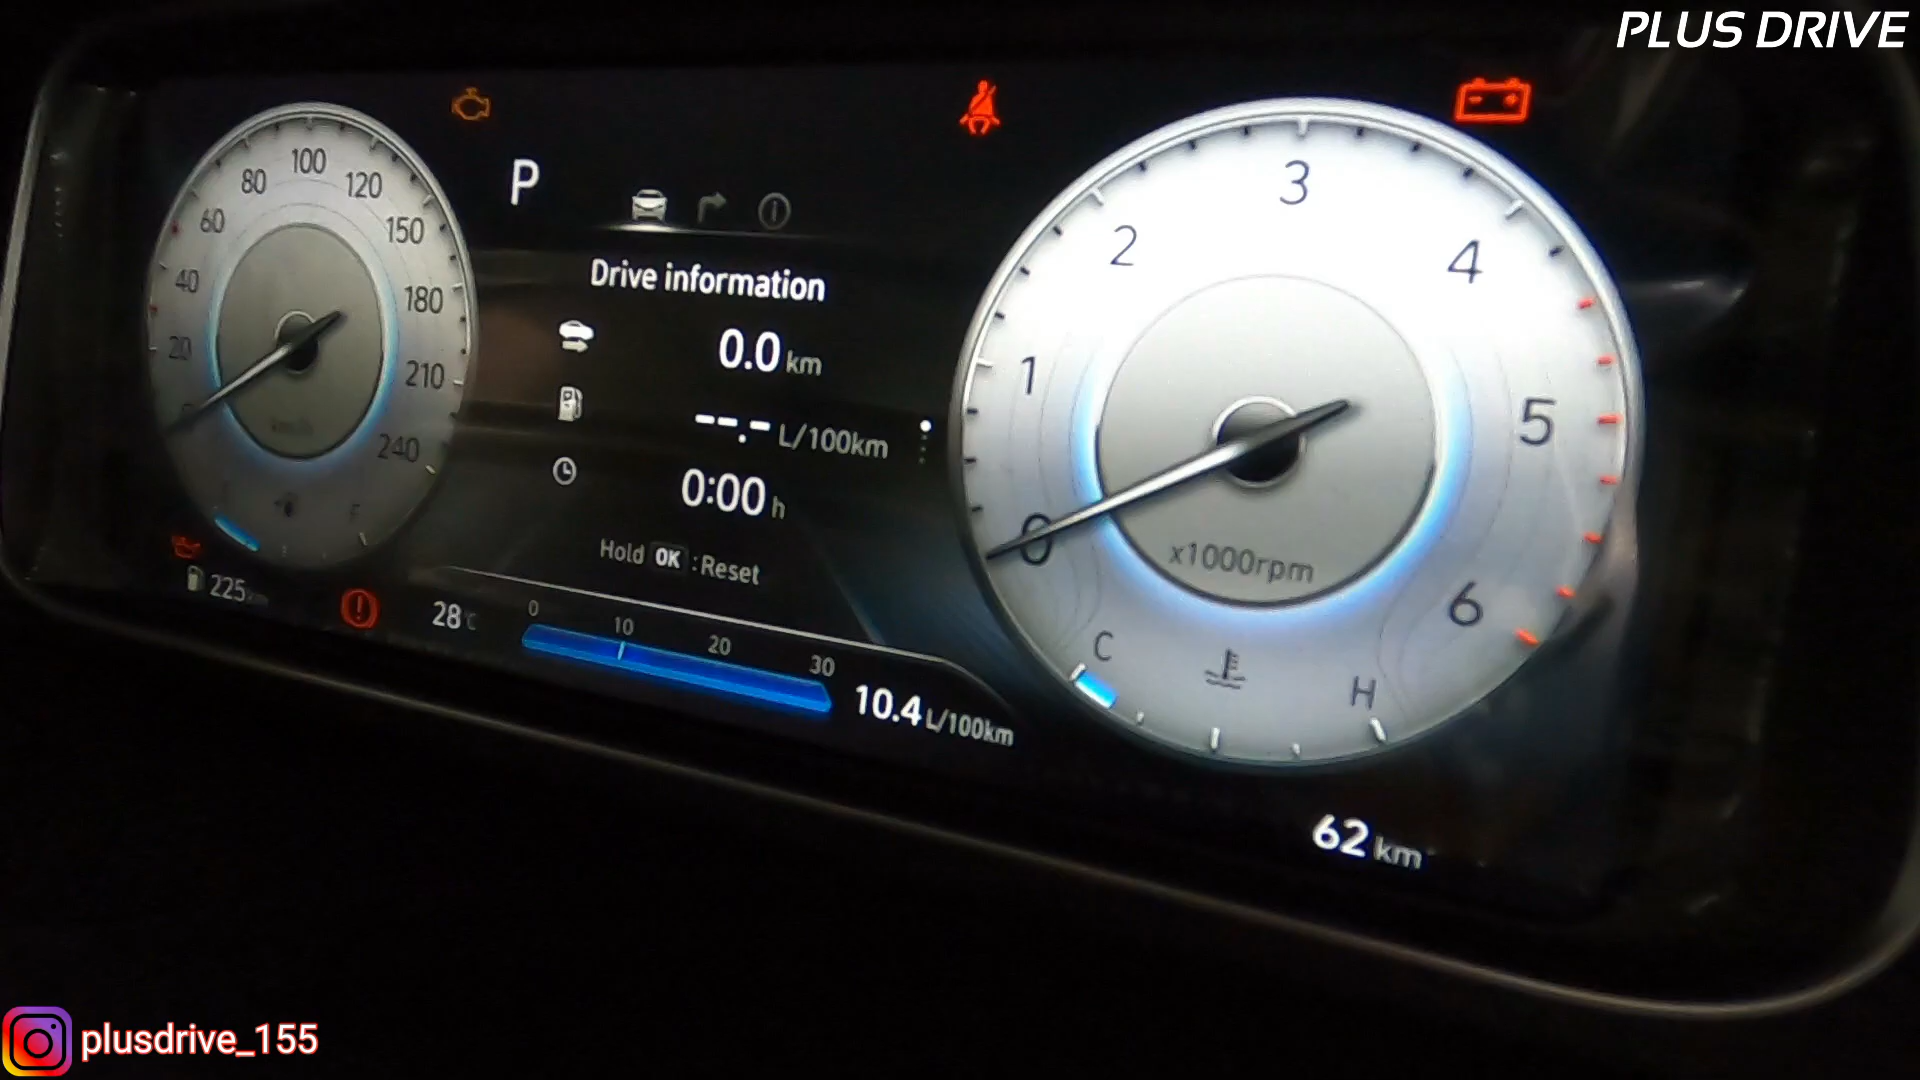 PLUS DRIVE
20
40
60
80
100
120
150
180
210
240
F
225
28°C
P
Drive information
0.0 km
--.- L/100km
0:00 h
Hold OK : Reset
0 10 20 30
10.4 L/100km
0
1
2
3
4
5
6
x1000rpm
C
H
62 km
plusdrive_155